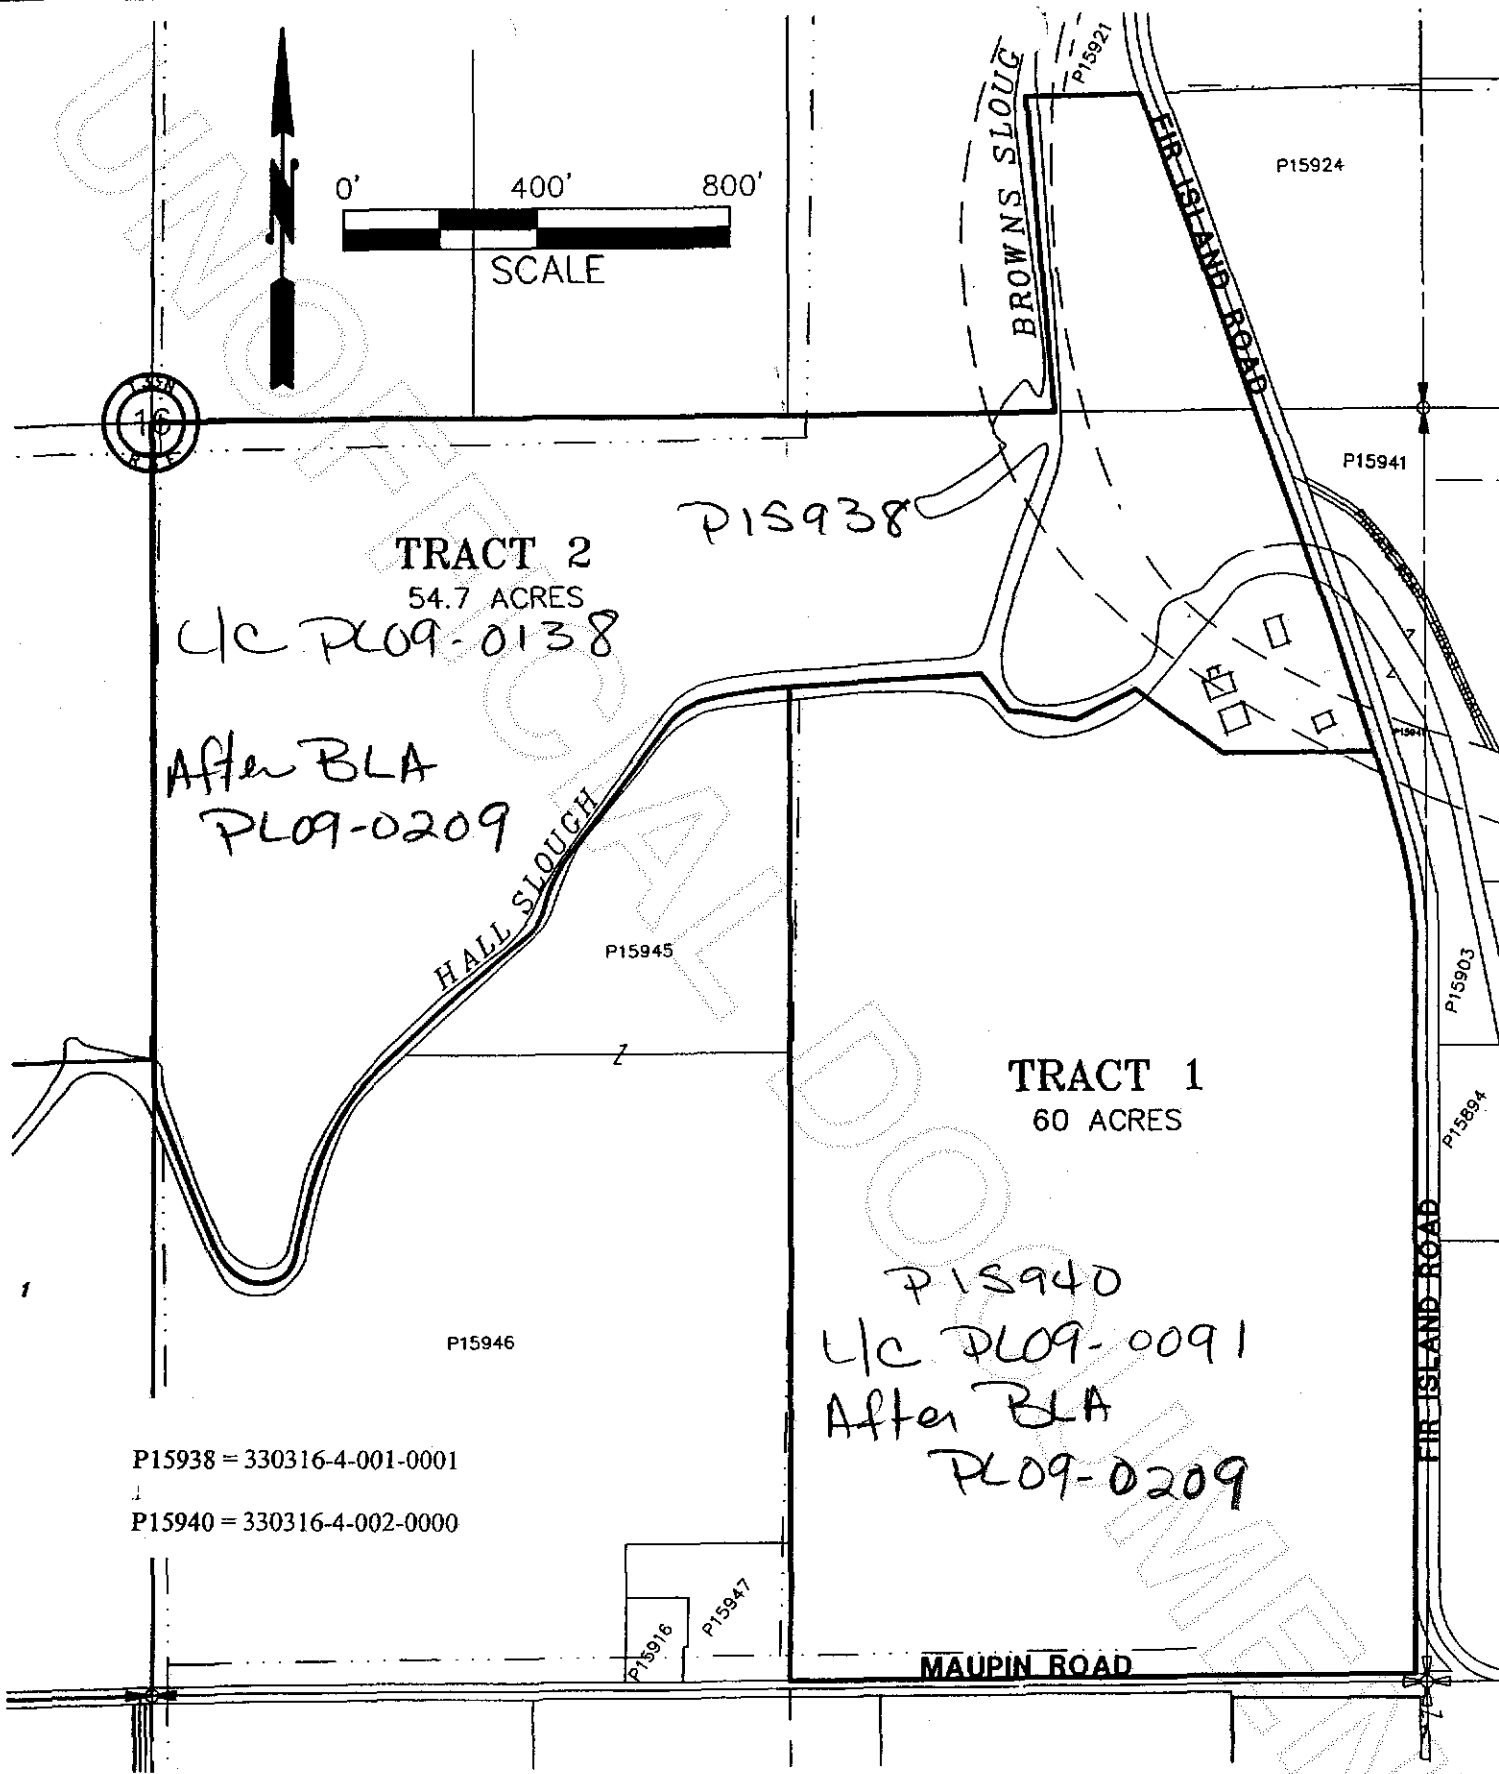 P15921
BROWNS SLOUG
FIR ISLAND ROAD
P15924
N
0' 400' 800'
SCALE
16
P15941
P15938
TRACT 2
54.7 ACRES
L/C PL09-0138
After BLA
PL09-0209
HALL SLOUGH
P15945
Z
P15903
TRACT 1
60 ACRES
P15894
P15940
L/C PL09-0091
After BLA
PL09-0209
1
P15946
FIR ISLAND ROAD
P15938 = 330316-4-001-0001
P15940 = 330316-4-002-0000
P15947
P15916
MAUPIN ROAD
UNOFFICIAL DOCUMEN